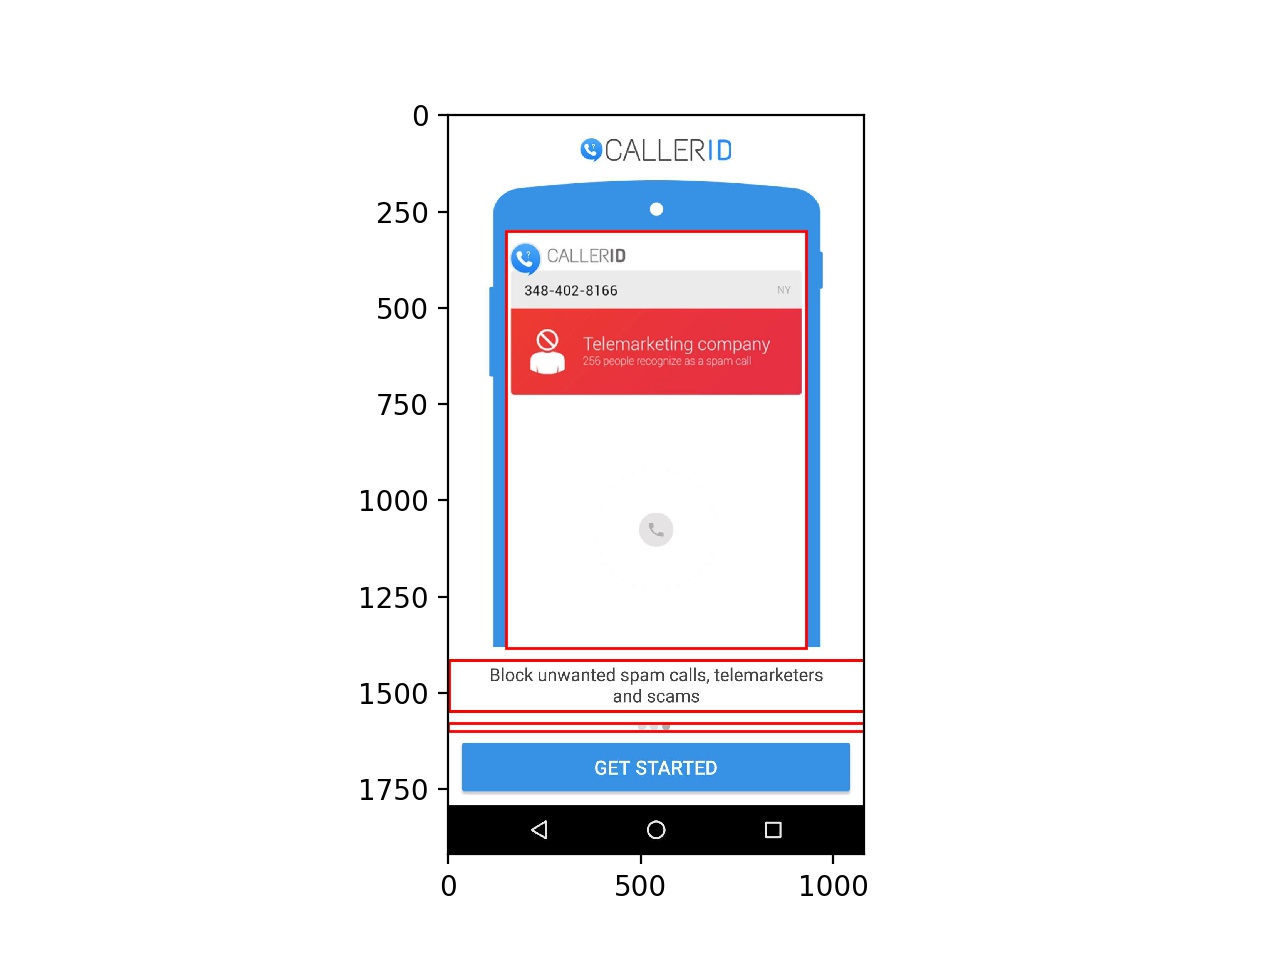 0
CALLERID
250
CALLERID
500
348-402-8166 NY
Telemarketing company
256 people recognize as a spam call
750
1000
1250
Block unwanted spam calls, telemarketers
and scams
1500
GET STARTED
1750
0 500 1000